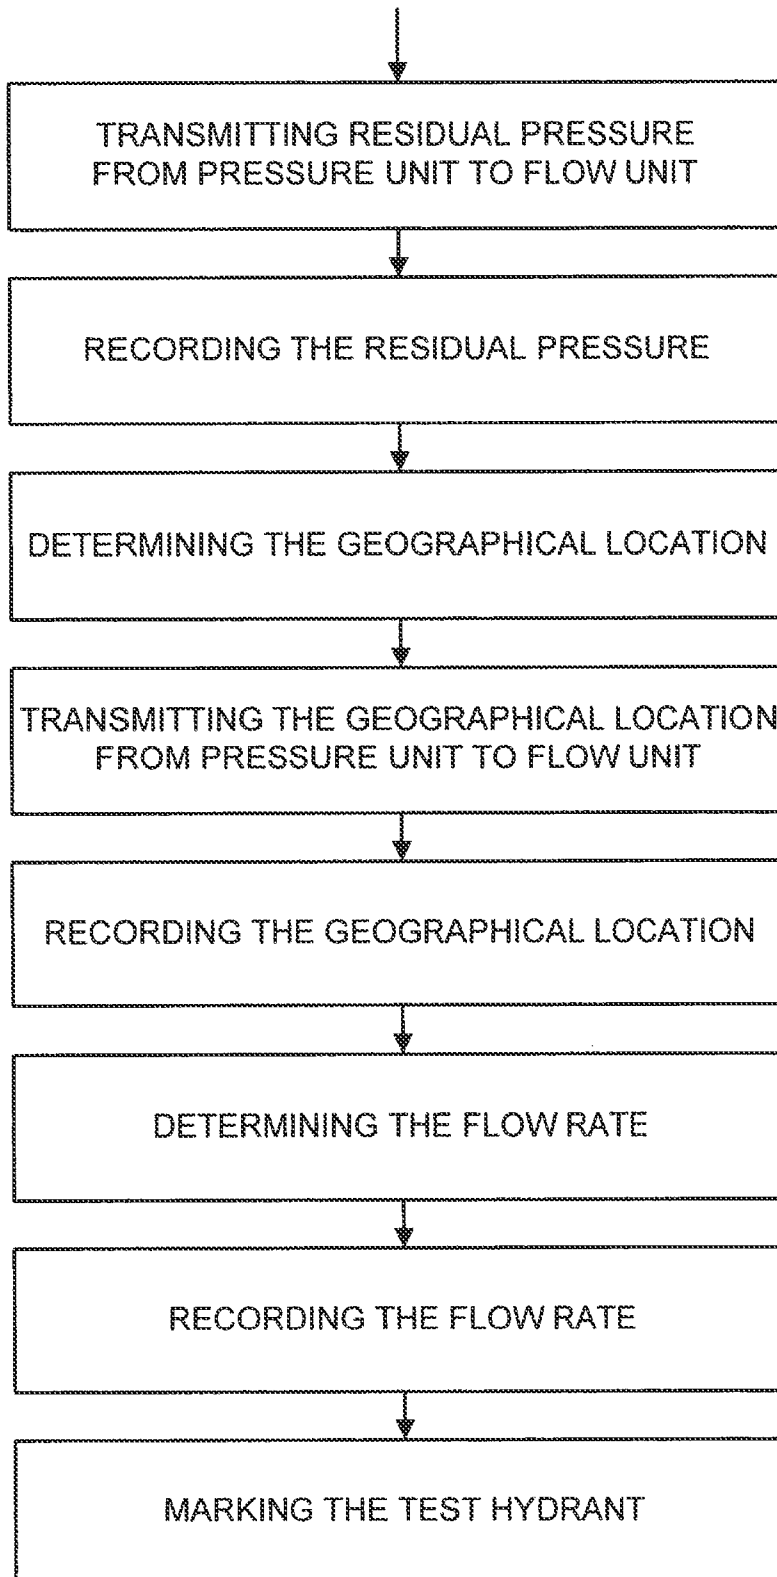 TRANSMITTING RESIDUAL PRESSURE
FROM PRESSURE UNIT TO FLOW UNIT
RECORDING THE RESIDUAL PRESSURE
DETERMINING THE GEOGRAPHICAL LOCATION
TRANSMITTING THE GEOGRAPHICAL LOCATION
FROM PRESSURE UNIT TO FLOW UNIT
RECORDING THE GEOGRAPHICAL LOCATION
DETERMINING THE FLOW RATE
RECORDING THE FLOW RATE
MARKING THE TEST HYDRANT